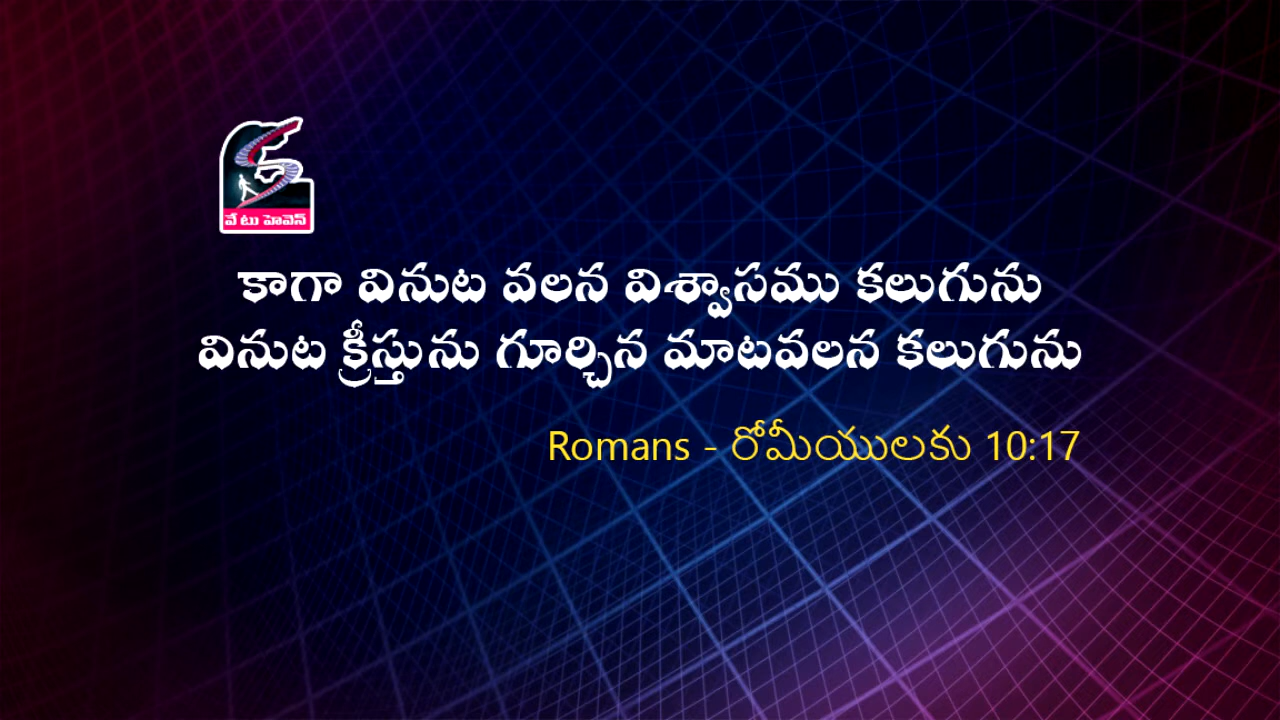 వే టు హెవెన్
కాగా వినుట వలన విశ్వాసము కలుగును
వినుట క్రీస్తును గూర్చిన మాటవలన కలుగును
Romans - రోమీయులకు 10:17